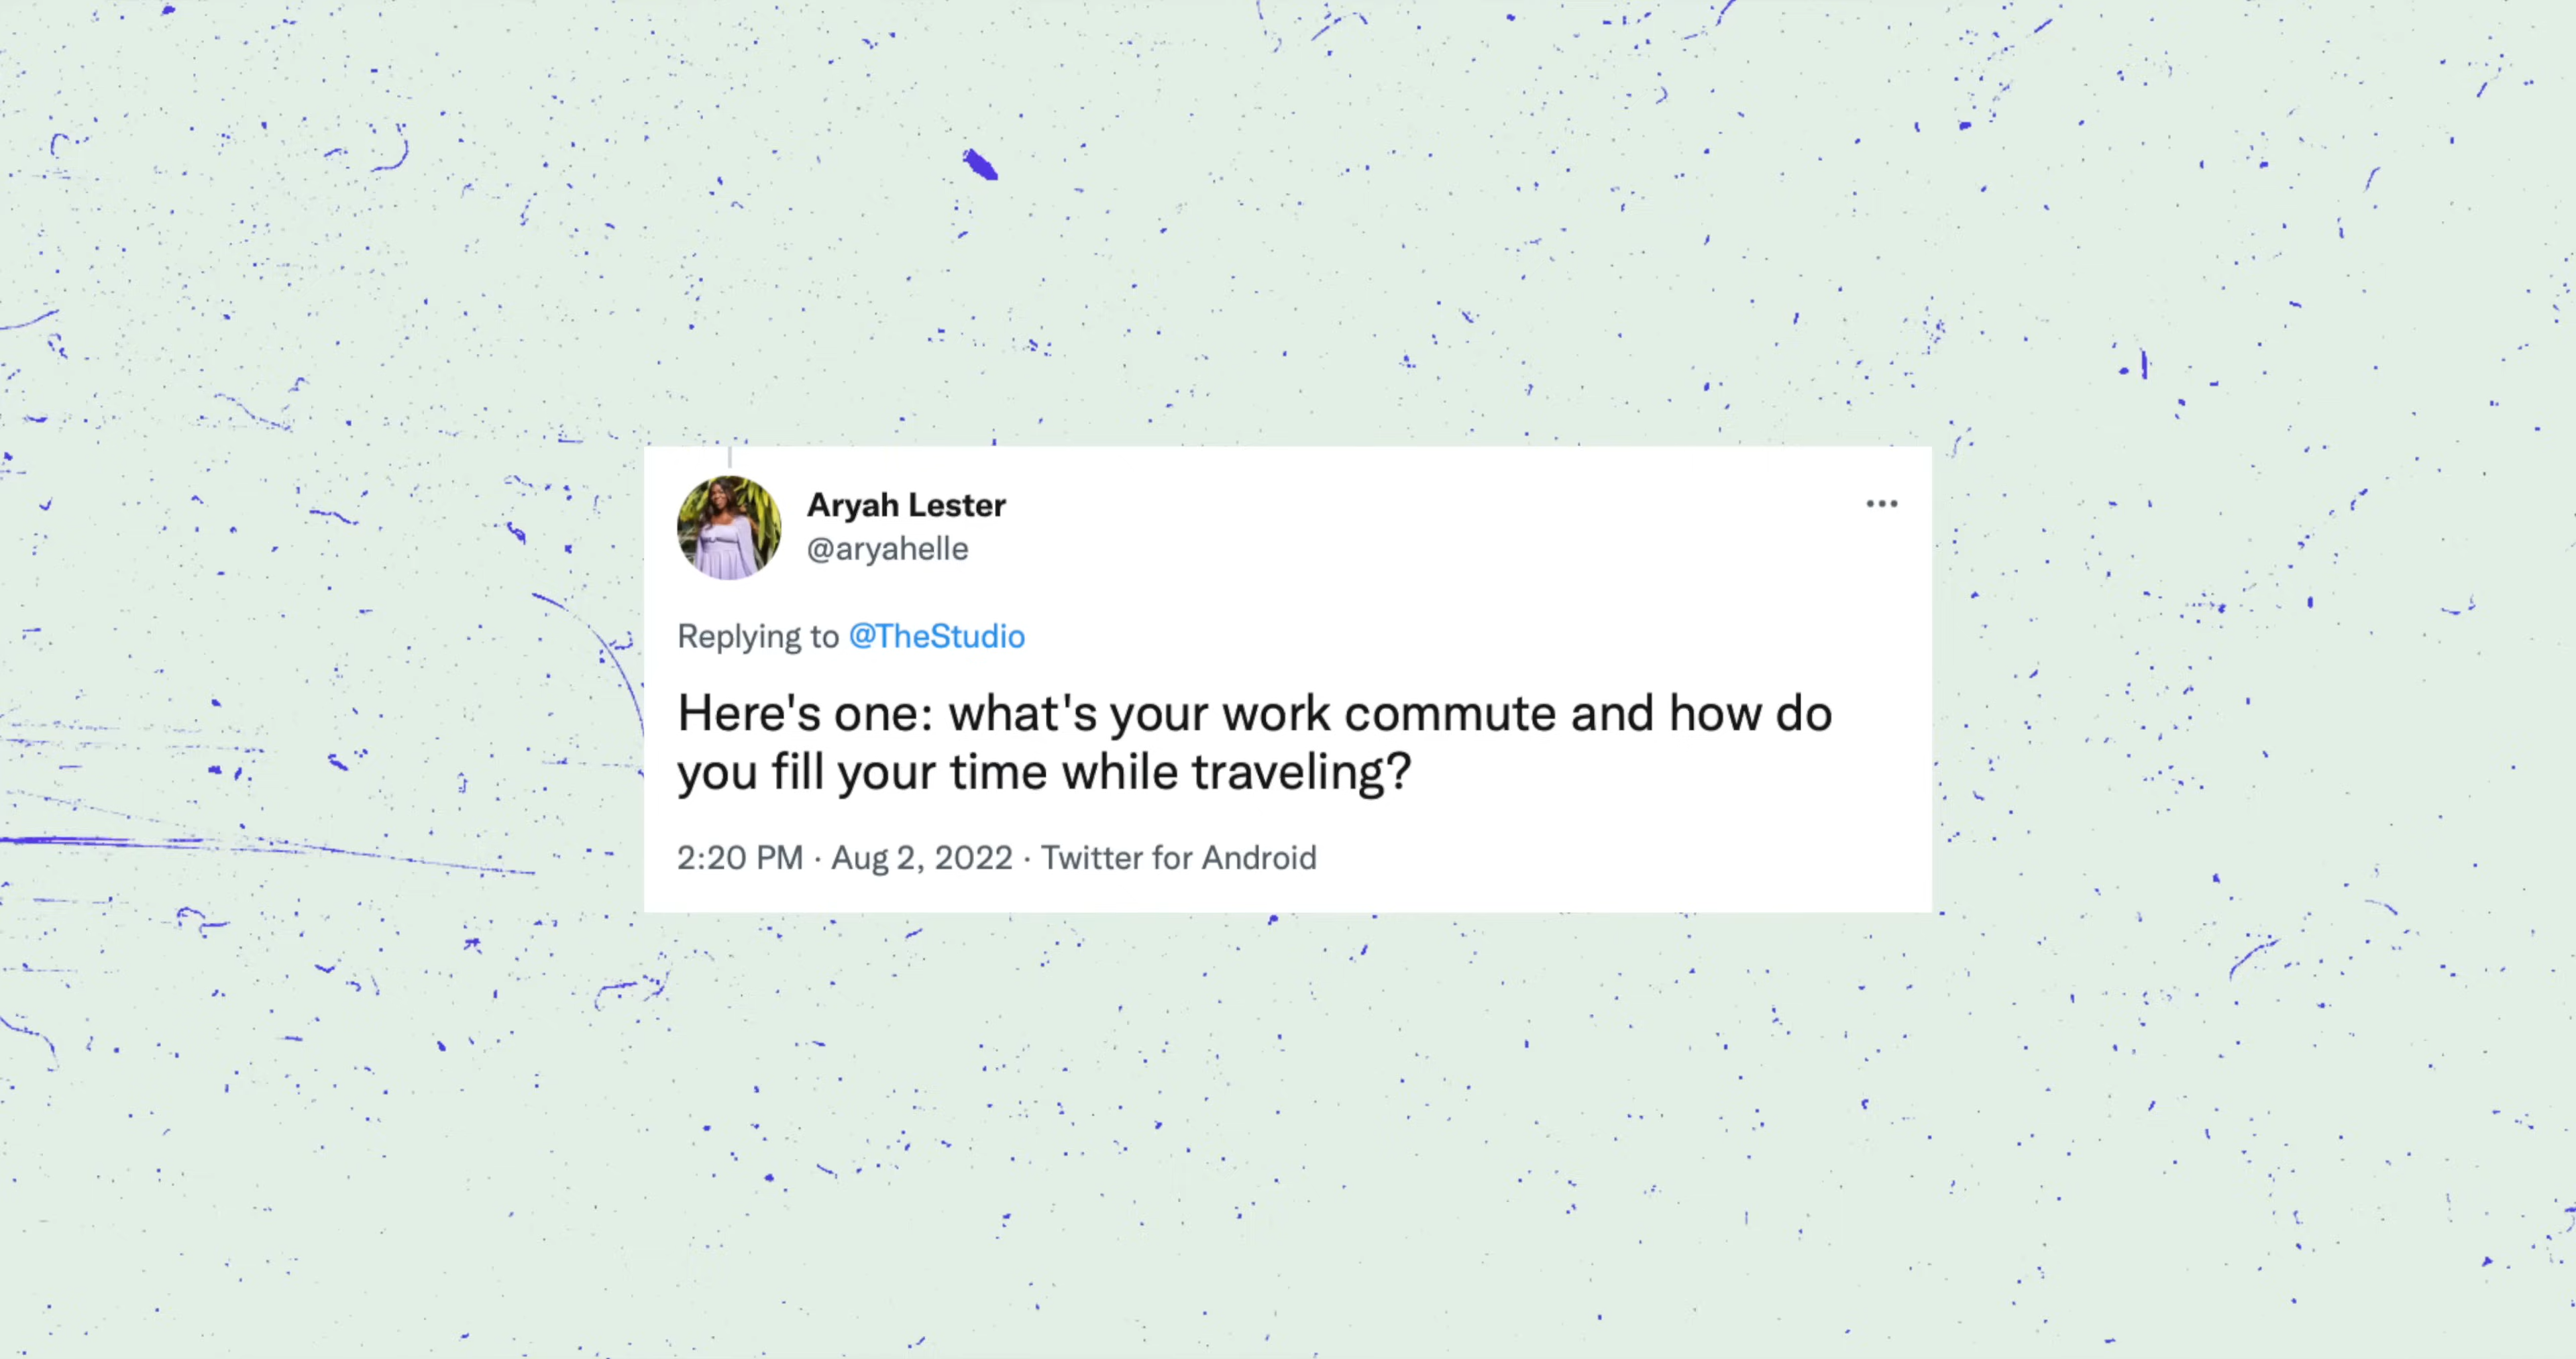 Aryah Lester
@aryahelle
Replying to @TheStudio
Here's one: what's your work commute and how do
you fill your time while traveling?
2:20 PM · Aug 2, 2022 · Twitter for Android